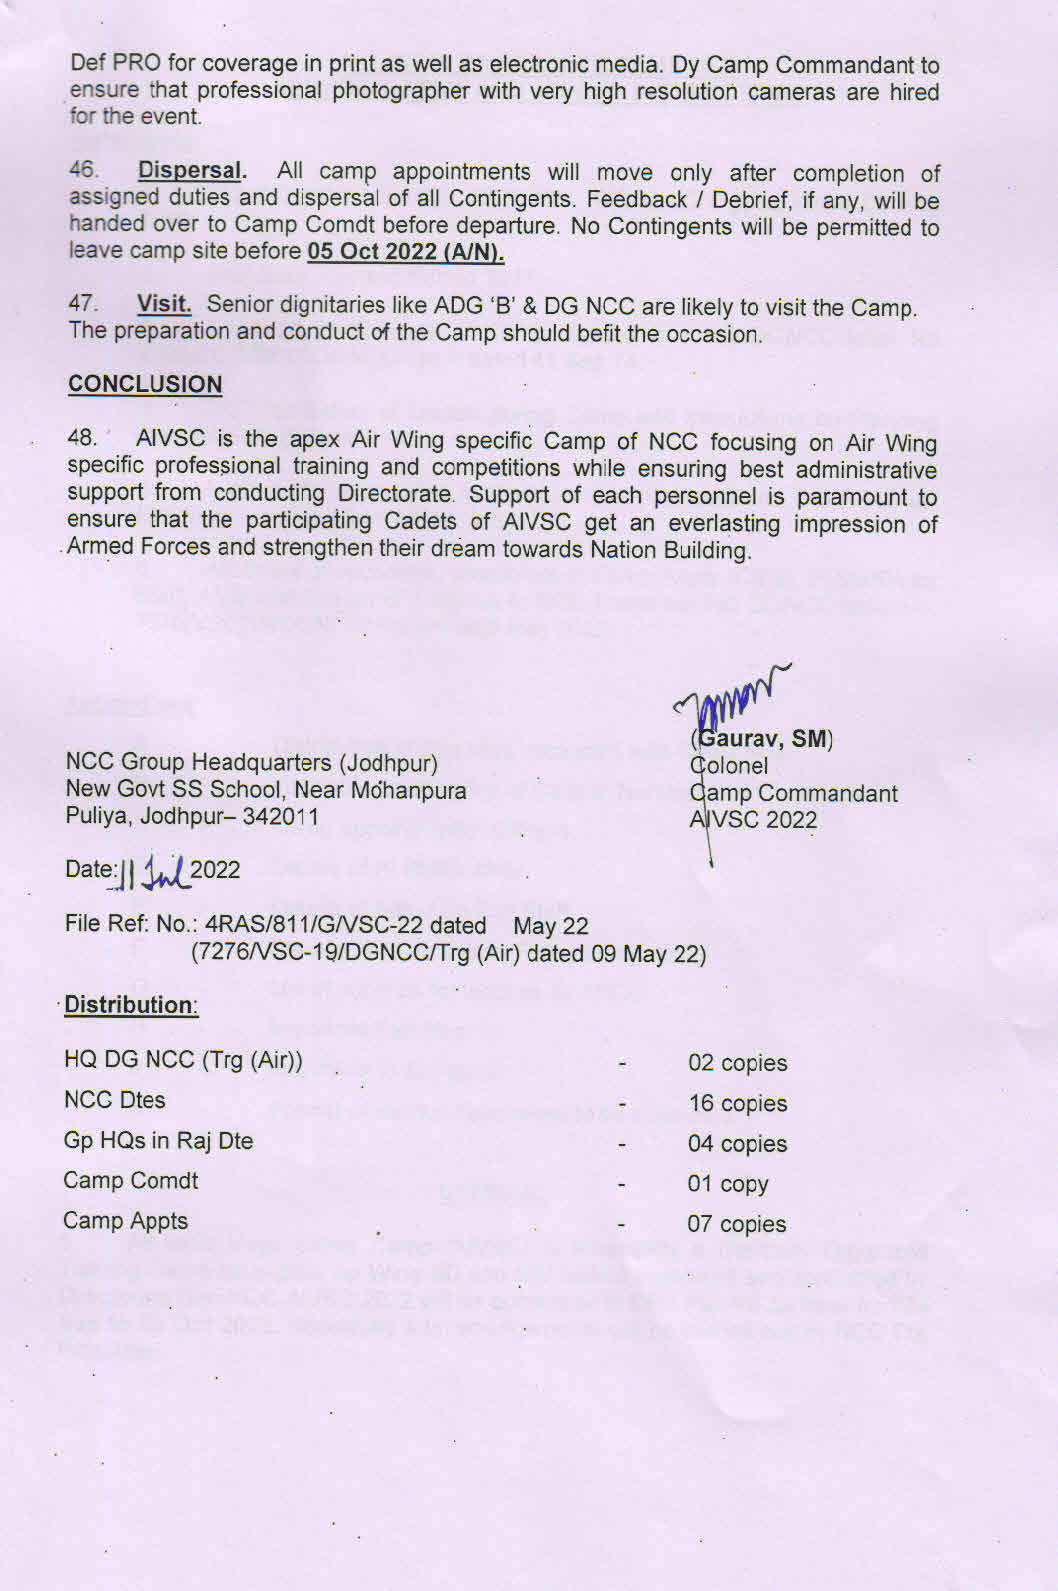 Def PRO for coverage in print as well as electronic media. Dy Camp Commandant to
ensure that professional photographer with very high resolution cameras are hired
for the event.
46. Dispersal. All camp appointments will move only after completion of
assigned duties and dispersal of all Contingents. Feedback / Debrief, if any, will be
handed over to Camp Comdt before departure. No Contingents will be permitted to
leave camp site before 05 Oct 2022 (A/N).
47. Visit. Senior dignitaries like ADG ‘B’ & DG NCC are likely to visit the Camp.
The preparation and conduct of the Camp should befit the occasion.
CONCLUSION
48. AIVSC is the apex Air Wing specific Camp of NCC focusing on Air Wing
specific professional training and competitions while ensuring best administrative
support from conducting Directorate. Support of each personnel is paramount to
ensure that the participating Cadets of AIVSC get an everlasting impression of
Armed Forces and strengthen their dream towards Nation Building.
(Gaurav, SM)
Colonel
Camp Commandant
AIVSC 2022
NCC Group Headquarters (Jodhpur)
New Govt SS School, Near Mohanpura
Puliya, Jodhpur– 342011
Date: 11 Jul 2022
File Ref: No.: 4RAS/811/G/VSC-22 dated May 22
(7276/VSC-19/DGNCC/Trg (Air) dated 09 May 22)
Distribution:
HQ DG NCC (Trg (Air)) - 02 copies
NCC Dtes - 16 copies
Gp HQs in Raj Dte - 04 copies
Camp Comdt - 01 copy
Camp Appts - 07 copies